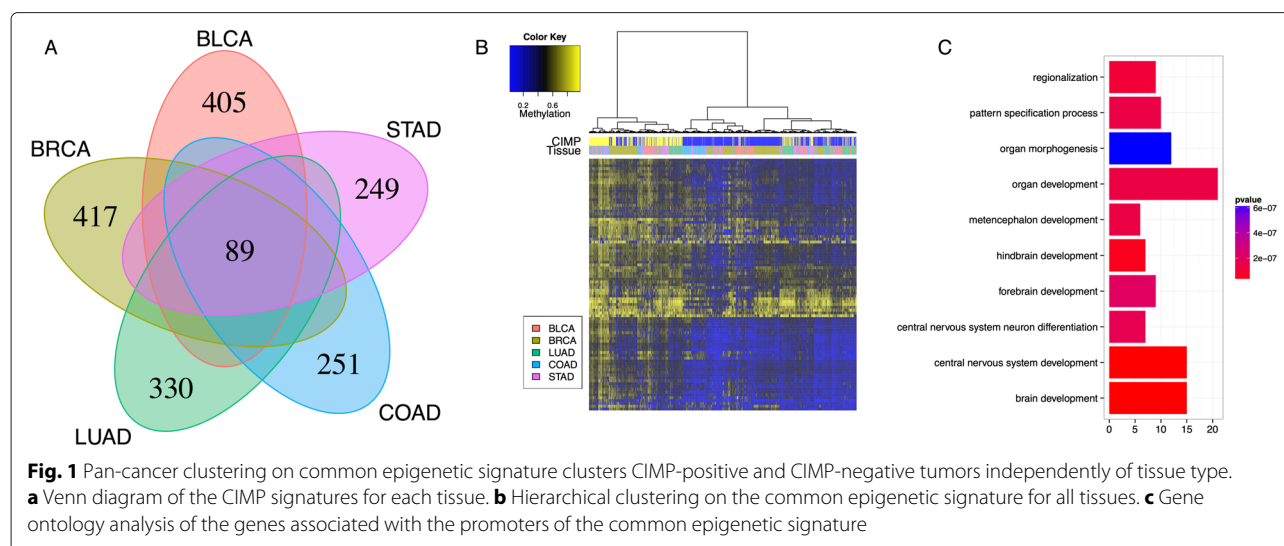 A
BLCA
405
STAD
249
BRCA
417
89
330
251
LUAD
COAD
B
Color Key
0.2 0.6
Methylation
CIMP
Tissue
BLCA
BRCA
LUAD
COAD
STAD
C
regionalization
pattern specification process
organ morphogenesis
organ development
metencephalon development
hindbrain development
forebrain development
central nervous system neuron differentiation
central nervous system development
brain development
0 5 10 15 20
pvalue
6e-07
4e-07
2e-07
Fig. 1 Pan-cancer clustering on common epigenetic signature clusters CIMP-positive and CIMP-negative tumors independently of tissue type.
a Venn diagram of the CIMP signatures for each tissue. b Hierarchical clustering on the common epigenetic signature for all tissues. c Gene
ontology analysis of the genes associated with the promoters of the common epigenetic signature